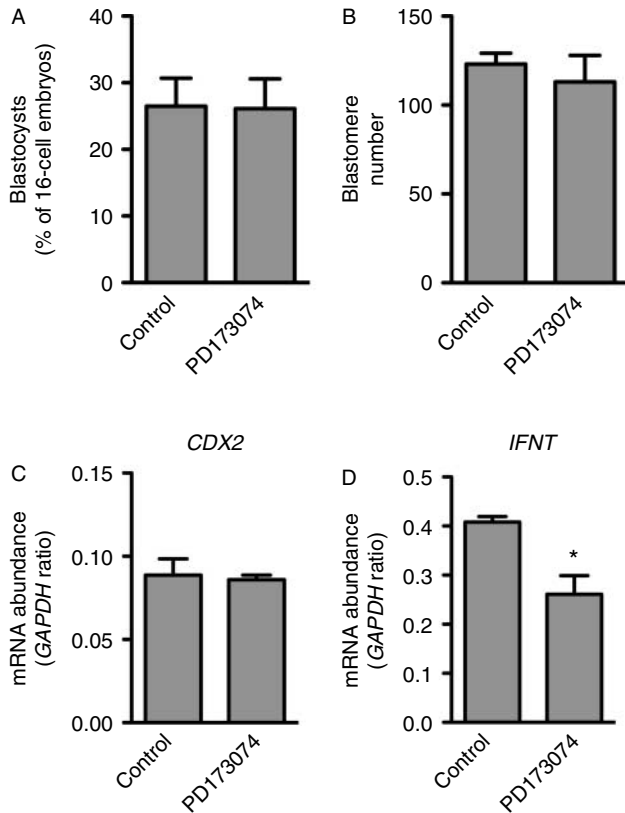 A
Blastocysts
(% of 16-cell embryos)
40
30
20
10
0
Control
PD173074
B
Blastomere
number
150
100
50
0
Control
PD173074
C
CDX2
mRNA abundance
(GAPDH ratio)
0.15
0.10
0.05
0.00
Control
PD173074
D
IFNT
mRNA abundance
(GAPDH ratio)
0.5
0.4
0.3
0.2
0.1
0.0
*
Control
PD173074